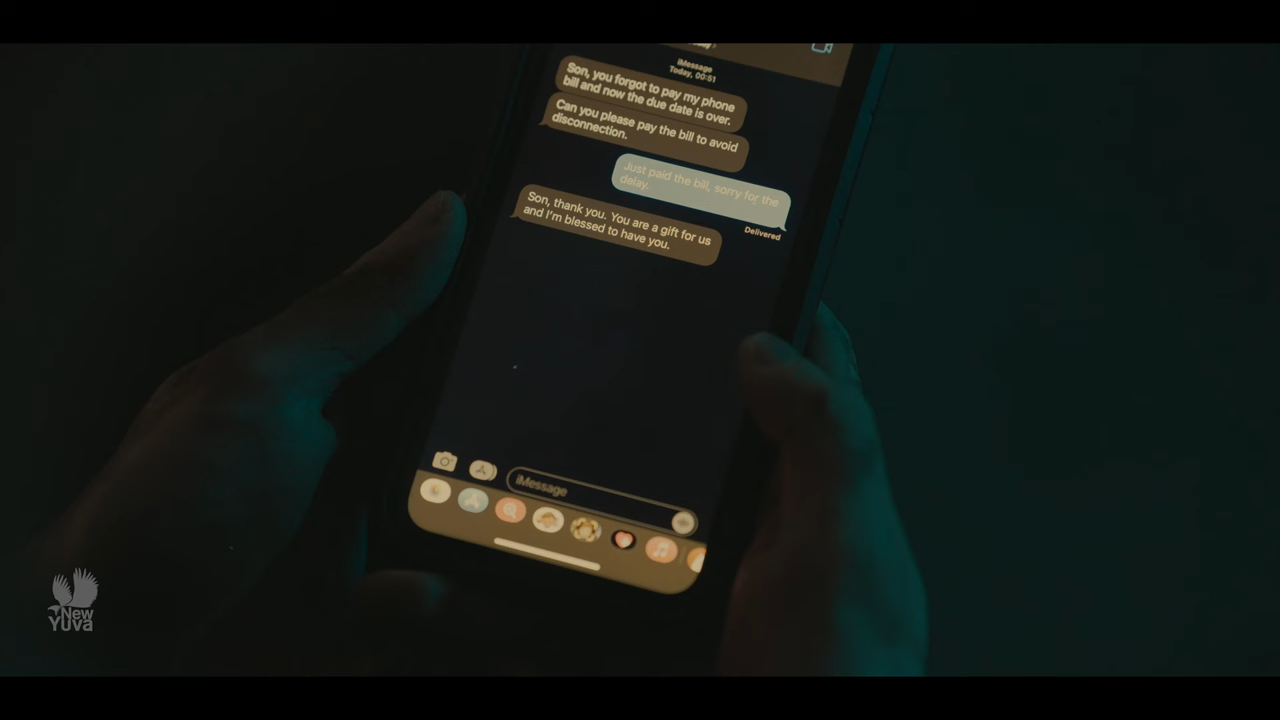 iMessage
Today, 00:51
Son, you forgot to pay my phone
bill and now the due date is over.
Can you please pay the bill to avoid
disconnection.
Just paid the bill, sorry for the
delay.
Delivered
Son, thank you. You are a gift for us
and I'm blessed to have you.
iMessage
New
YUva